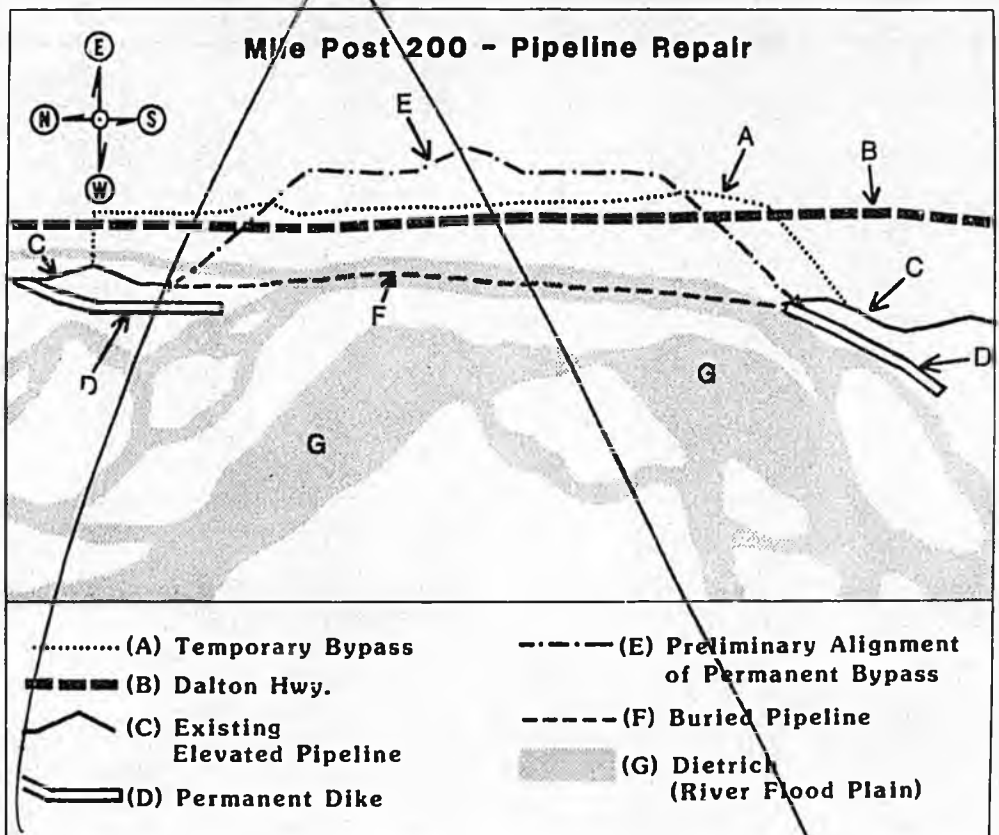 Mile Post 200 - Pipeline Repair
E
N S
W
E
A
B
C
C
F
D
D
G
G
(A) Temporary Bypass
(B) Dalton Hwy.
(C) Existing
Elevated Pipeline
(D) Permanent Dike
(E) Preliminary Alignment
of Permanent Bypass
(F) Buried Pipeline
(G) Dietrich
(River Flood Plain)